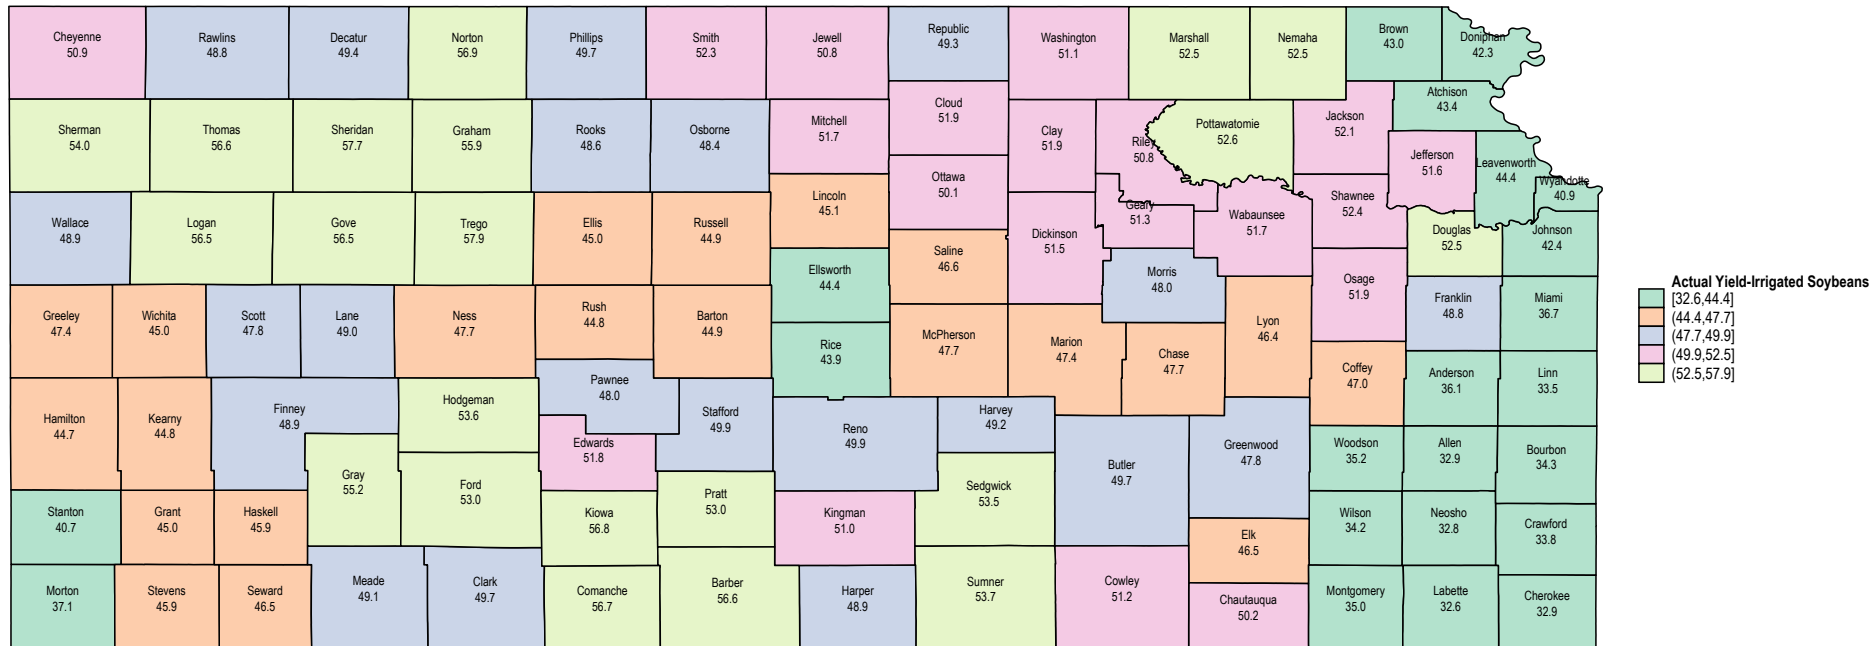 Cheyenne
50.9
Rawlins
48.8
Decatur
49.4
Norton
56.9
Phillips
49.7
Smith
52.3
Jewell
50.8
Republic
49.3
Washington
51.1
Marshall
52.5
Nemaha
52.5
Brown
43.0
Doniphan
42.3
Sherman
54.0
Thomas
56.6
Sheridan
57.7
Graham
55.9
Rooks
48.6
Osborne
48.4
Mitchell
51.7
Cloud
51.9
Clay
51.9
Riley
50.8
Pottawatomie
52.6
Jackson
52.1
Atchison
43.4
Jefferson
51.6
Leavenworth
44.4
Wyandotte
40.9
Ottawa
50.1
Wallace
48.9
Logan
56.5
Gove
56.5
Trego
57.9
Ellis
45.0
Russell
44.9
Lincoln
45.1
Saline
46.6
Dickinson
51.5
Geary
51.3
Wabaunsee
51.7
Shawnee
52.4
Douglas
52.5
Johnson
42.4
Ellsworth
44.4
Morris
48.0
Osage
51.9
Franklin
48.8
Miami
36.7
Greeley
47.4
Wichita
45.0
Scott
47.8
Lane
49.0
Ness
47.7
Rush
44.8
Barton
44.9
Rice
43.9
McPherson
47.7
Marion
47.4
Chase
47.7
Lyon
46.4
Coffey
47.0
Anderson
36.1
Linn
33.5
Hamilton
44.7
Kearny
44.8
Finney
48.9
Hodgeman
53.6
Pawnee
48.0
Edwards
51.8
Stafford
49.9
Reno
49.9
Harvey
49.2
Butler
49.7
Greenwood
47.8
Woodson
35.2
Allen
32.9
Bourbon
34.3
Gray
55.2
Ford
53.0
Pratt
53.0
Sedgwick
53.5
Stanton
40.7
Grant
45.0
Haskell
45.9
Kiowa
56.8
Kingman
51.0
Elk
46.5
Wilson
34.2
Neosho
32.8
Crawford
33.8
Morton
37.1
Stevens
45.9
Seward
46.5
Meade
49.1
Clark
49.7
Comanche
56.7
Barber
56.6
Harper
48.9
Sumner
53.7
Cowley
51.2
Chautauqua
50.2
Montgomery
35.0
Labette
32.6
Cherokee
32.9
Actual Yield-Irrigated Soybeans
[32.6,44.4]
(44.4,47.7]
(47.7,49.9]
(49.9,52.5]
(52.5,57.9]